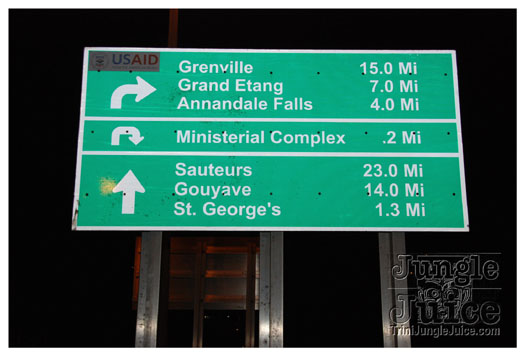 USAID
Grenville 15.0 Mi
Grand Etang 7.0 Mi
Annandale Falls 4.0 Mi
Ministerial Complex .2 Mi
Sauteurs 23.0 Mi
Gouyave 14.0 Mi
St. George's 1.3 Mi
Jungle
Juice
TriniJungleJuice.com